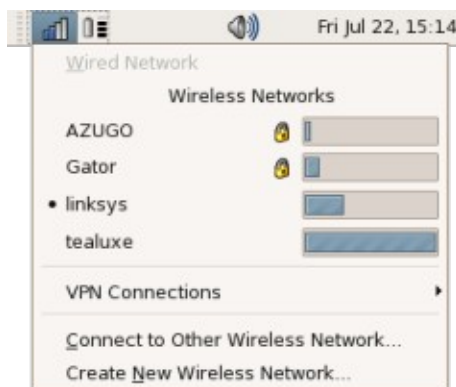 Fri Jul 22, 15:14
Wired Network
Wireless Networks
AZUGO
Gator
linksys
tealuxe
VPN Connections
Connect to Other Wireless Network...
Create New Wireless Network...